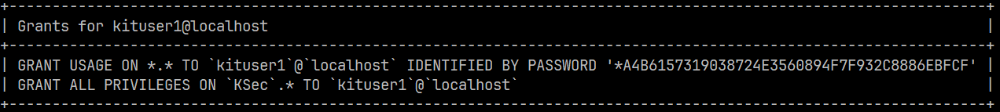 Grants for kituser1@localhost
GRANT USAGE ON *.* TO `kituser1`@`localhost` IDENTIFIED BY PASSWORD '*A4B6157319038724E3560894F7F932C8886EBFCF'
GRANT ALL PRIVILEGES ON `KSec`.* TO `kituser1`@`localhost`